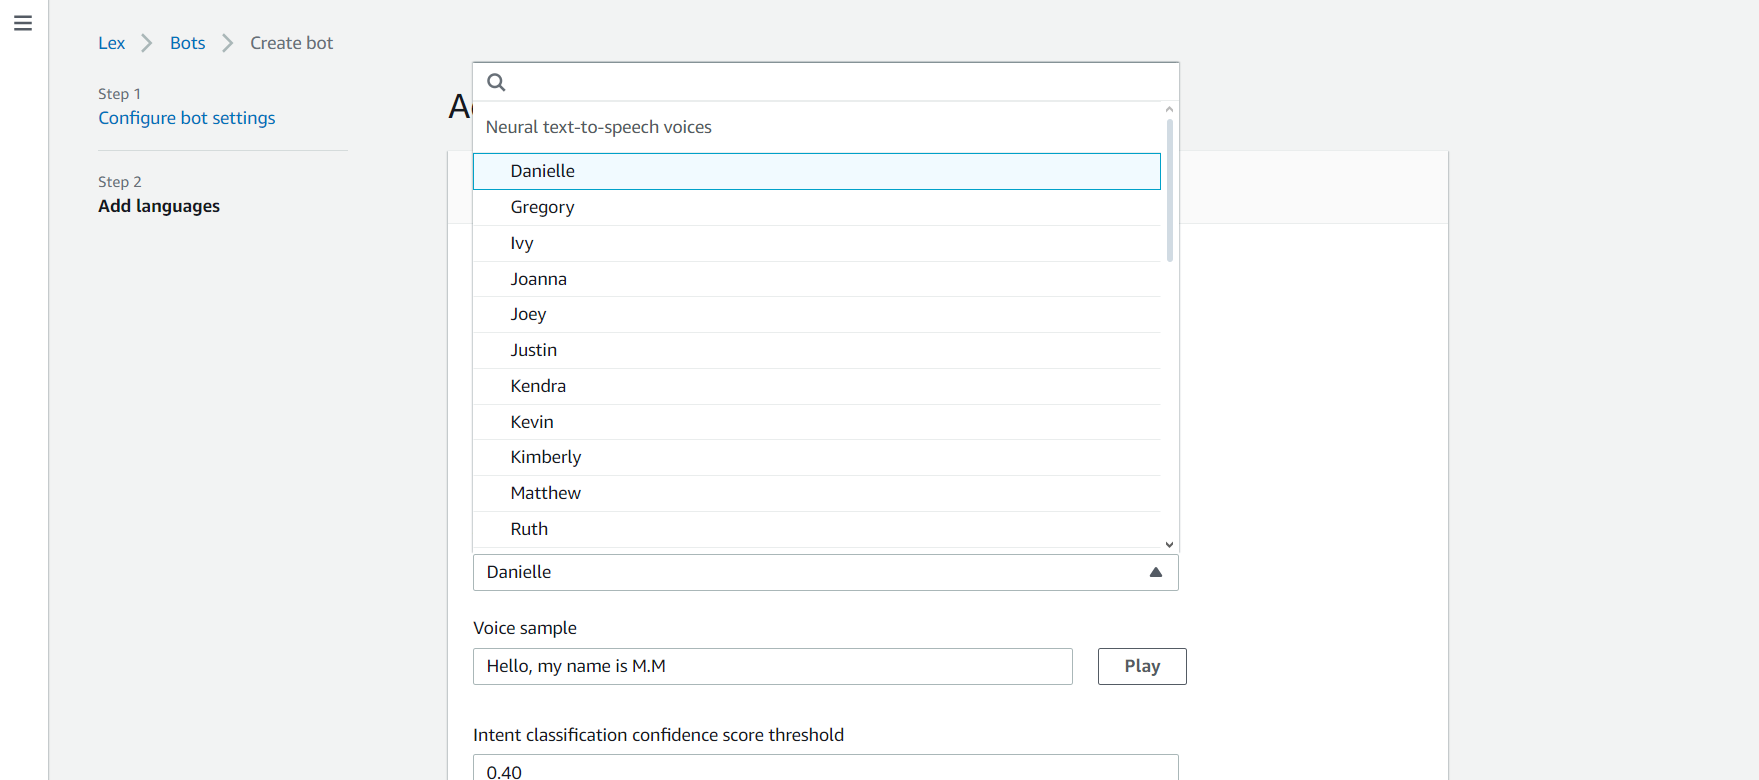 Lex > Bots > Create bot
Step 1
Configure bot settings
Step 2
Add languages
A
Neural text-to-speech voices
Danielle
Gregory
Ivy
Joanna
Joey
Justin
Kendra
Kevin
Kimberly
Matthew
Ruth
Danielle
Voice sample
Hello, my name is M.M
Play
Intent classification confidence score threshold
0.40